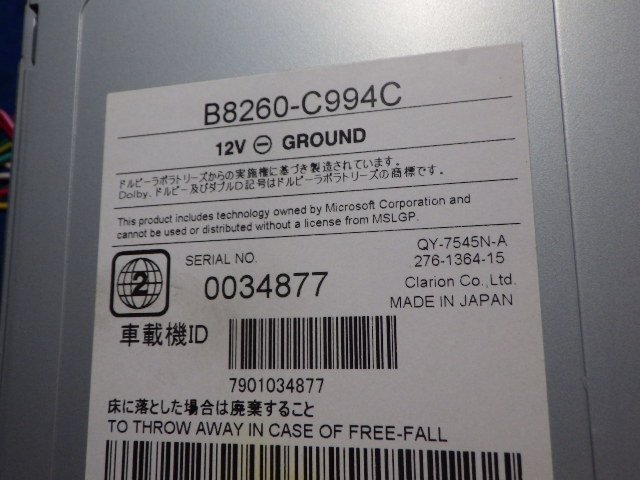 B8260-C994C
12V ⊖ GROUND
ドルビーラボラトリーズからの実施権に基づき製造されています。
Dolby、ドルビー及びダブルD記号はドルビーラボラトリーズの商標です。
This product includes technology owned by Microsoft Corporation and
cannot be used or distributed without a license from MSLGP.
QY-7545N-A
SERIAL NO.
276-1364-15
2
0034877
Clarion Co.,Ltd.
MADE IN JAPAN
車載機ID
7901034877
床に落とした場合は廃棄すること
TO THROW AWAY IN CASE OF FREE-FALL